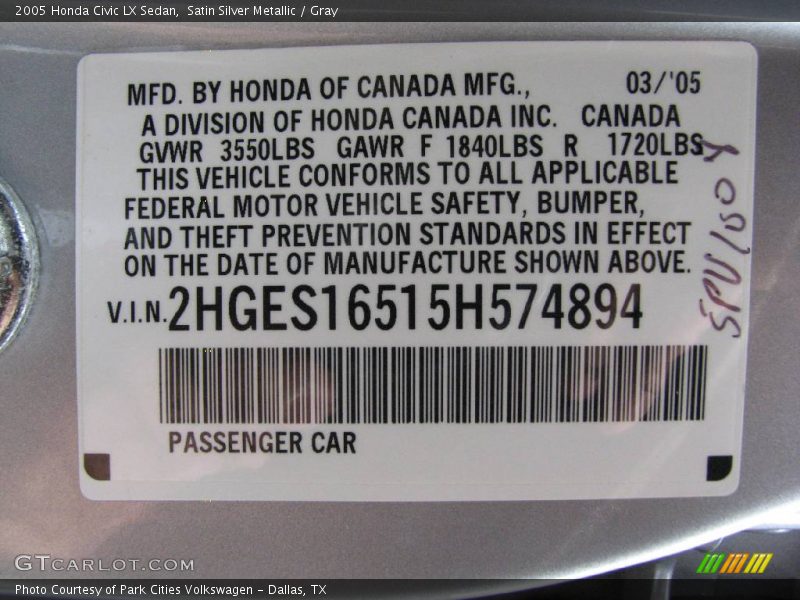 2005 Honda Civic LX Sedan,  Satin Silver Metallic / Gray
MFD. BY HONDA OF CANADA MFG., 03/'05
A DIVISION OF HONDA CANADA INC. CANADA
GVWR 3550LBS GAWR F 1840LBS R 1720LBS
THIS VEHICLE CONFORMS TO ALL APPLICABLE
FEDERAL MOTOR VEHICLE SAFETY, BUMPER,
AND THEFT PREVENTION STANDARDS IN EFFECT
ON THE DATE OF MANUFACTURE SHOWN ABOVE.
V.I.N. 2HGES16515H574894
PASSENGER CAR
GTCARLOT.COM
Photo Courtesy of Park Cities Volkswagen – Dallas, TX